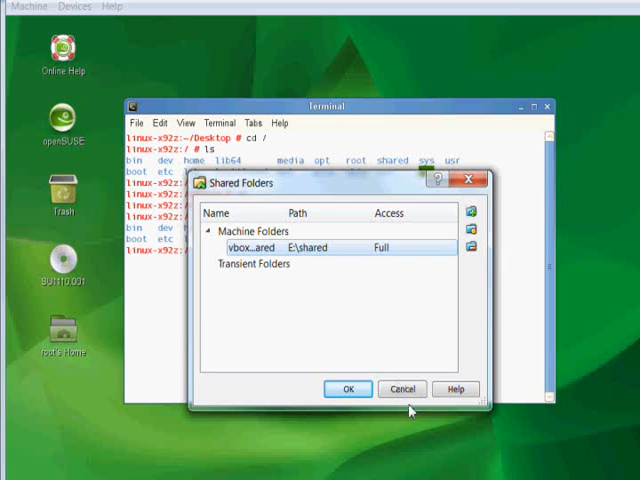 Machine Devices Help
Online Help
openSUSE
Trash
SU1110.001
root's Home
Terminal
File Edit View Terminal Tabs Help
linux-x92z:~/Desktop # cd /
linux-x92z:/ # ls
bin dev home lib64 media opt root shared sys usr
boot etc l
linux-x92z:/
linux-x92z:/
linux-x92z:/
linux-x92z:/
bin de
boot etc
linux-x92z:/
Shared Folders
Name Path Access
Machine Folders
vbox...ared E:\shared Full
Transient Folders
OK Cancel Help